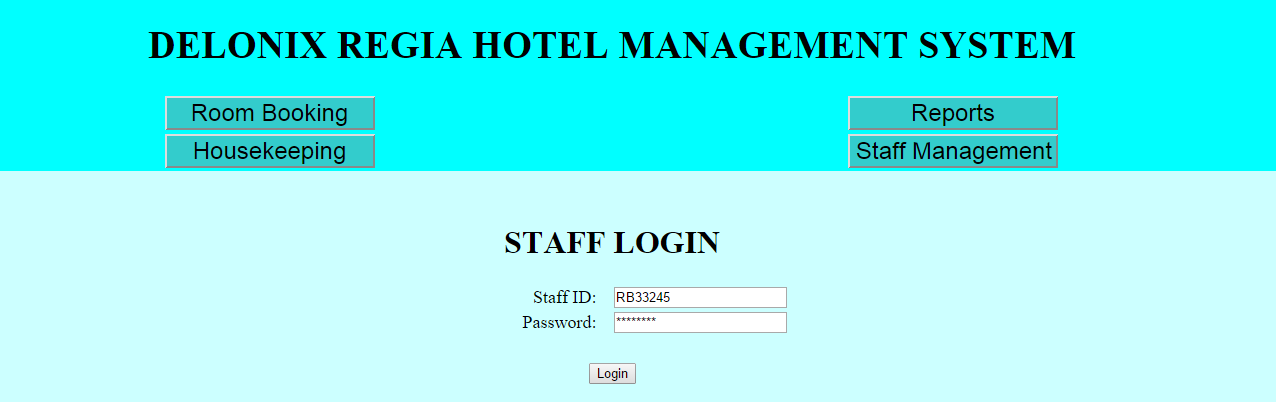 DELONIX REGIA HOTEL MANAGEMENT SYSTEM
Room Booking
Reports
Housekeeping
Staff Management
STAFF LOGIN
Staff ID: RB33245
Password: ********
Login